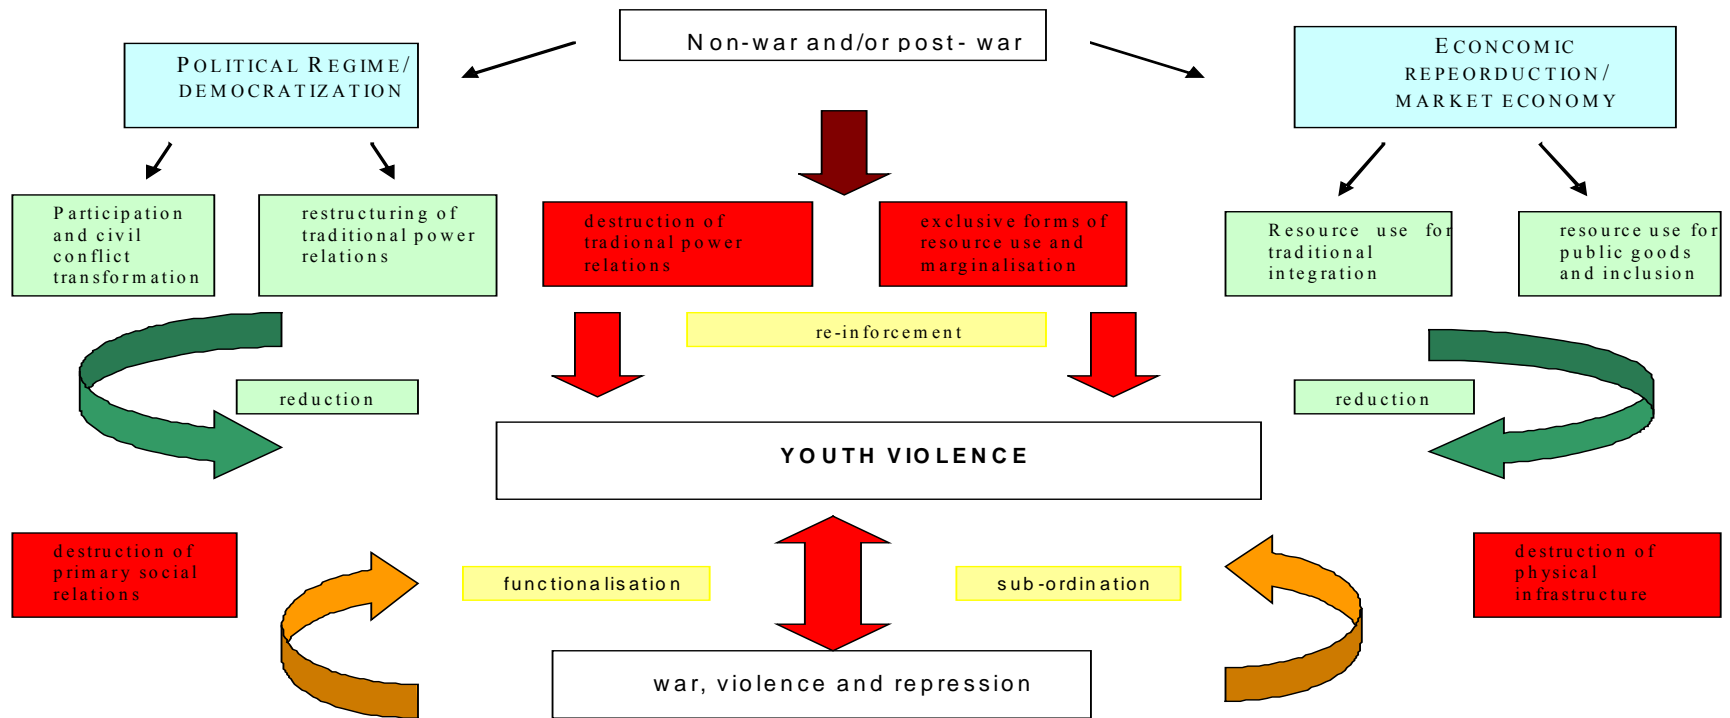 Non-war and/or post- war
POLITICAL REGIME/
DEMOCRATIZATION
ECONCOMIC
REPEORDUCTION/
MARKET ECONOMY
Participation
and civil
conflict
transformation
restructuring of
traditional power
relations
destruction of
tradional power
relations
exclusive forms of
resource use and
marginalisation
Resource use for
traditional
integration
resource use for
public goods
and inclusion
re-inforcement
reduction
reduction
YOUTH VIOLENCE
destruction of
primary social
relations
functionalisation
sub-ordination
destruction of
physical
infrastructure
war, violence and repression